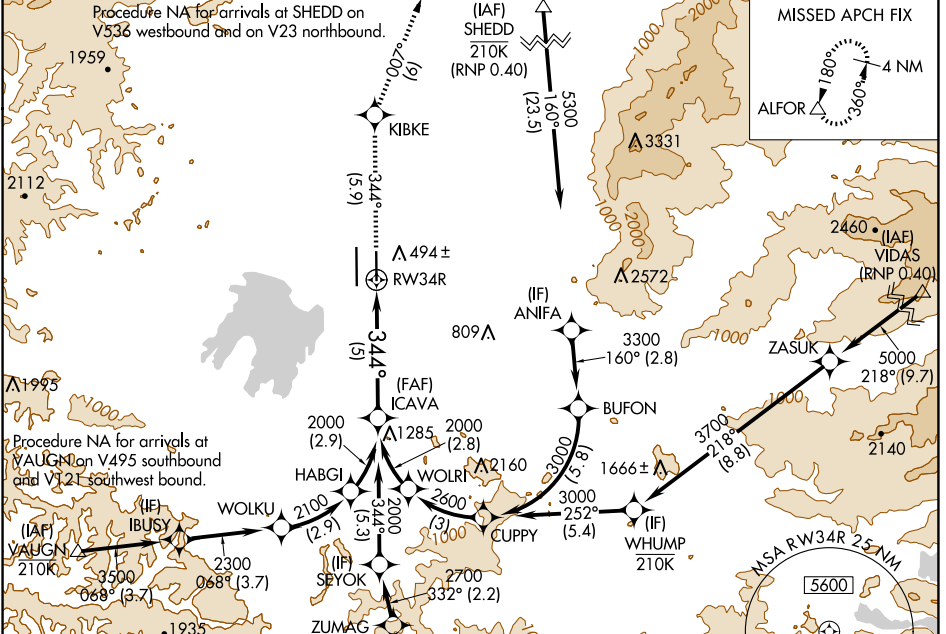 Procedure NA for arrivals at SHEDD on
V536 westbound and on V23 northbound.
1959
2112
007°
(9)
KIBKE
344°
(5.9)
494±
RW34R
(IAF)
SHEDD
210K
(RNP 0.40)
5300
160°
(23.5)
1000
2000
3331
1000
2000
2572
MISSED APCH FIX
180°
360°
4 NM
ALFOR
2460
(IAF)
VIDAS
(RNP 0.40)
1000
5000
218° (9.7)
ZASUK
1000
2140
3700
218°
(8.8)
(IF)
ANIFA
3300
160° (2.8)
809
BUFON
3000
(5.8)
1666±
3000
252°
(5.4)
(IF)
WHUMP
210K
CUPPY
2160
2600
(3)
1000
WOLRI
2000
(2.8)
344°
(5)
(FAF)
ICAVA
1285
2000
(2.9)
HABGI
2100
(2.9)
WOLKU
344°
(5.3)
2000
(IF)
SEYOK
2700
332° (2.2)
ZUMAG
1995
1000
Procedure NA for arrivals at
VAUGN on V495 southbound
and V121 southwest bound.
(IF)
IBUSY
(IAF)
VAUGN
210K
3500
068° (3.7)
2300
068° (3.7)
1935
MSA RW34R 25 NM
5600